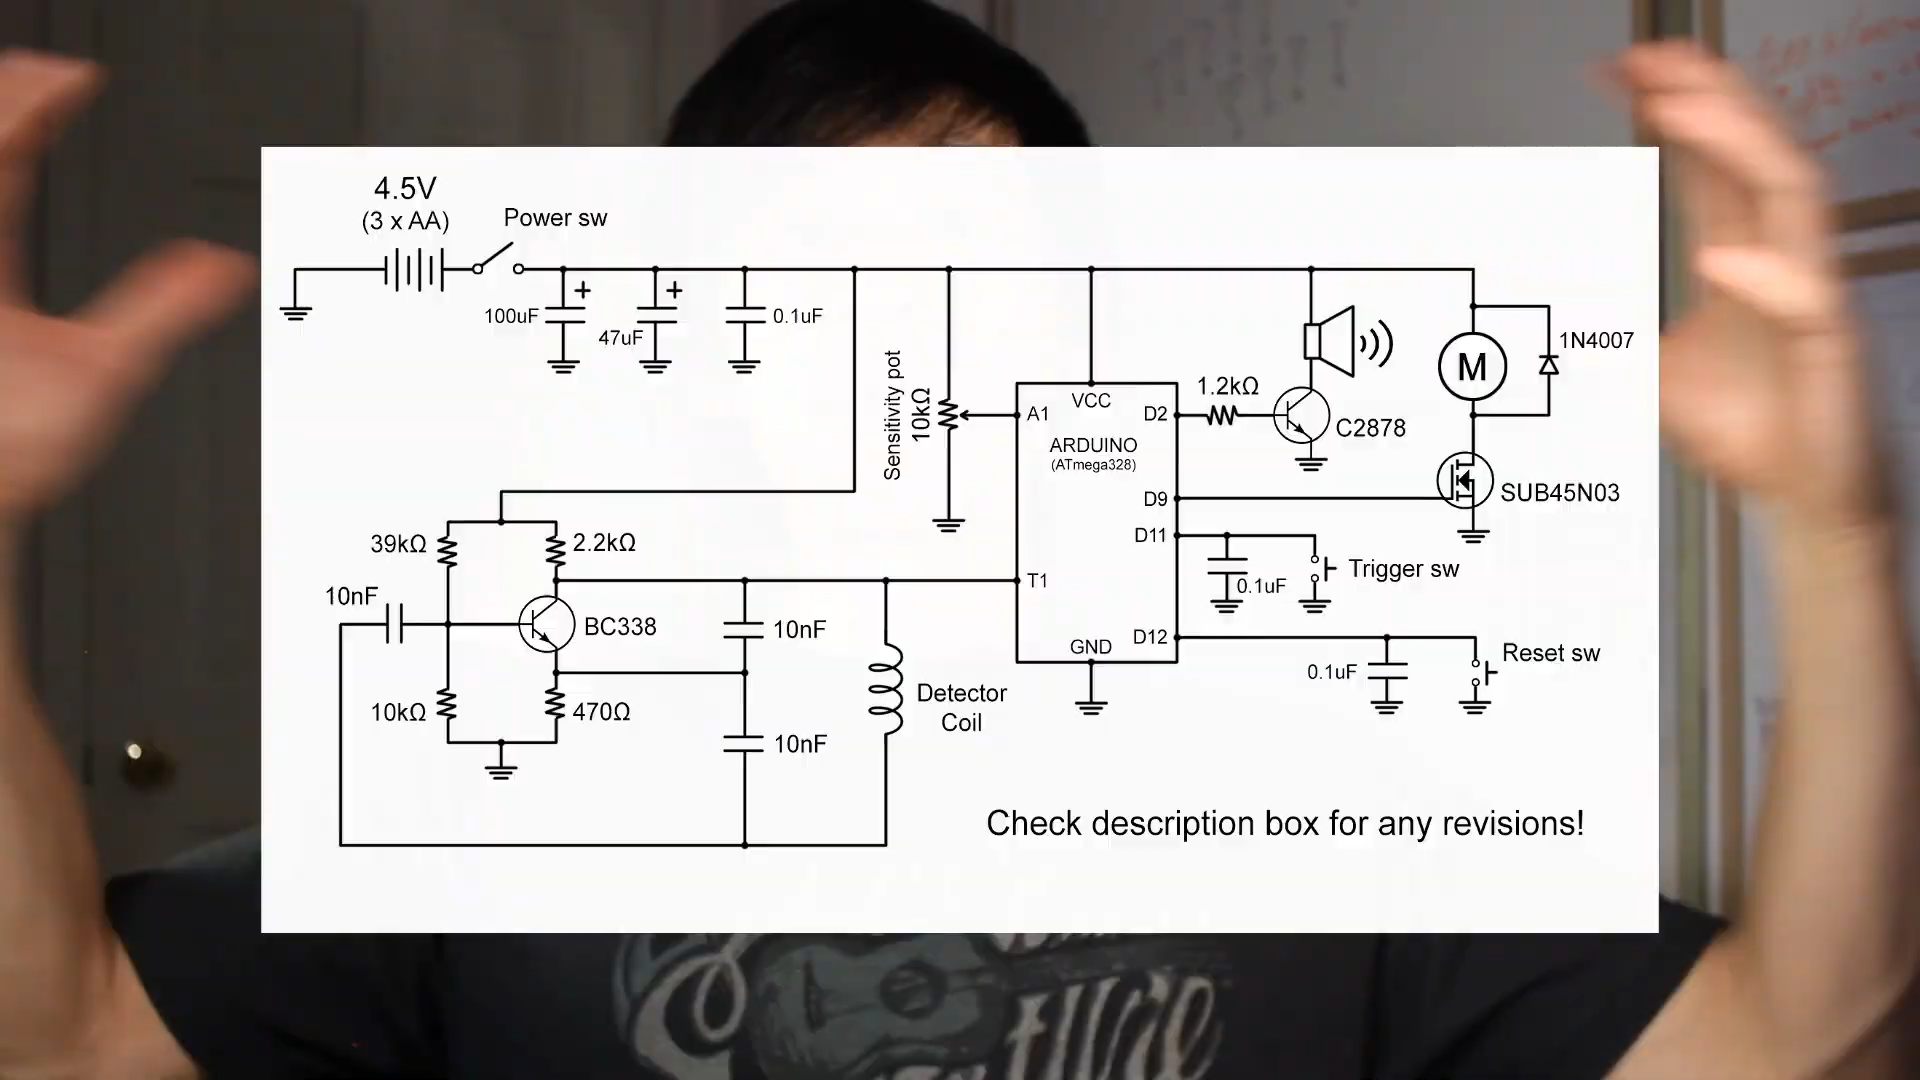 4.5V
(3 x AA)
Power sw
100uF
+
47uF
+
0.1uF
Sensitivity pot
10kΩ
A1
VCC
ARDUINO
(ATmega328)
D2
D9
D11
D12
T1
GND
1.2kΩ
C2878
M
1N4007
SUB45N03
0.1uF
Trigger sw
0.1uF
Reset sw
39kΩ
2.2kΩ
10nF
BC338
10kΩ
470Ω
10nF
10nF
Detector
Coil
Check description box for any revisions!